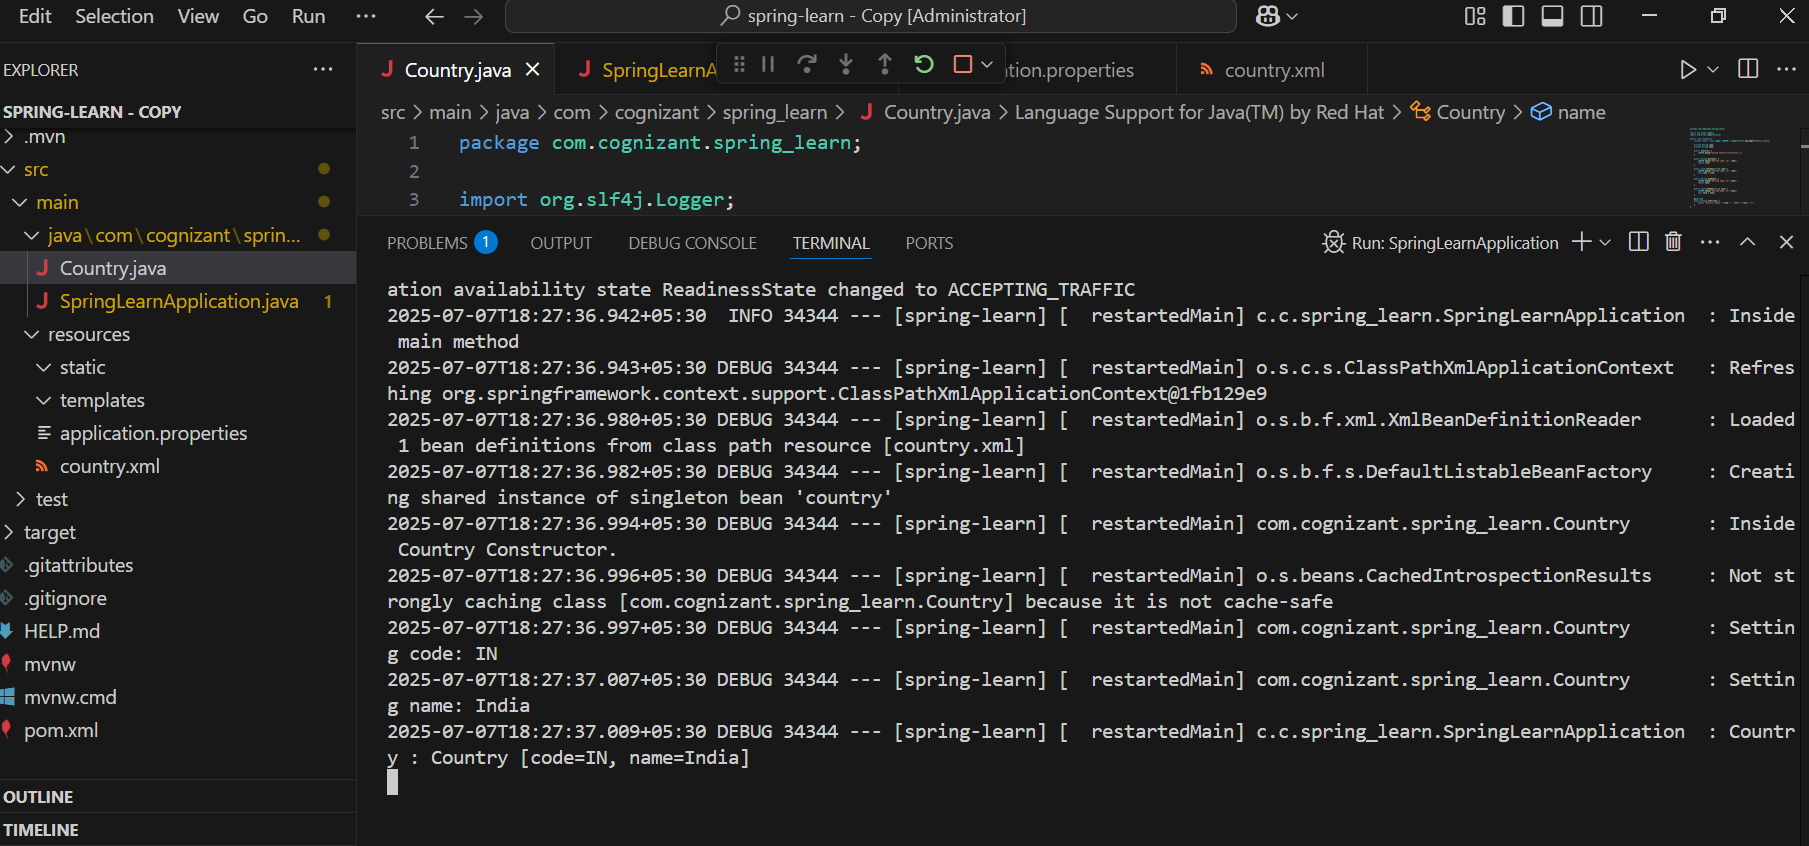 Edit Selection View Go Run ··· spring-learn - Copy [Administrator]
EXPLORER ···
SPRING-LEARN - COPY
.mvn
src
main
java\com\cognizant\sprin...
Country.java
SpringLearnApplication.java 1
resources
static
templates
application.properties
country.xml
test
target
.gitattributes
.gitignore
HELP.md
mvnw
mvnw.cmd
pom.xml
OUTLINE
TIMELINE
Country.java SpringLearnA tion.properties country.xml
src > main > java > com > cognizant > spring_learn > Country.java > Language Support for Java(TM) by Red Hat > Country > name
1 package com.cognizant.spring_learn;
2
3 import org.slf4j.Logger;
PROBLEMS 1 OUTPUT DEBUG CONSOLE TERMINAL PORTS Run: SpringLearnApplication
ation availability state ReadinessState changed to ACCEPTING_TRAFFIC
2025-07-07T18:27:36.942+05:30  INFO 34344 --- [spring-learn] [  restartedMain] c.c.spring_learn.SpringLearnApplication  : Inside
 main method
2025-07-07T18:27:36.943+05:30 DEBUG 34344 --- [spring-learn] [  restartedMain] o.s.c.s.ClassPathXmlApplicationContext   : Refres
hing org.springframework.context.support.ClassPathXmlApplicationContext@1fb129e9
2025-07-07T18:27:36.980+05:30 DEBUG 34344 --- [spring-learn] [  restartedMain] o.s.b.f.xml.XmlBeanDefinitionReader      : Loaded
 1 bean definitions from class path resource [country.xml]
2025-07-07T18:27:36.982+05:30 DEBUG 34344 --- [spring-learn] [  restartedMain] o.s.b.f.s.DefaultListableBeanFactory     : Creati
ng shared instance of singleton bean 'country'
2025-07-07T18:27:36.994+05:30 DEBUG 34344 --- [spring-learn] [  restartedMain] com.cognizant.spring_learn.Country       : Inside
 Country Constructor.
2025-07-07T18:27:36.996+05:30 DEBUG 34344 --- [spring-learn] [  restartedMain] o.s.beans.CachedIntrospectionResults     : Not st
rongly caching class [com.cognizant.spring_learn.Country] because it is not cache-safe
2025-07-07T18:27:36.997+05:30 DEBUG 34344 --- [spring-learn] [  restartedMain] com.cognizant.spring_learn.Country       : Settin
g code: IN
2025-07-07T18:27:37.007+05:30 DEBUG 34344 --- [spring-learn] [  restartedMain] com.cognizant.spring_learn.Country       : Settin
g name: India
2025-07-07T18:27:37.009+05:30 DEBUG 34344 --- [spring-learn] [  restartedMain] c.c.spring_learn.SpringLearnApplication  : Countr
y : Country [code=IN, name=India]